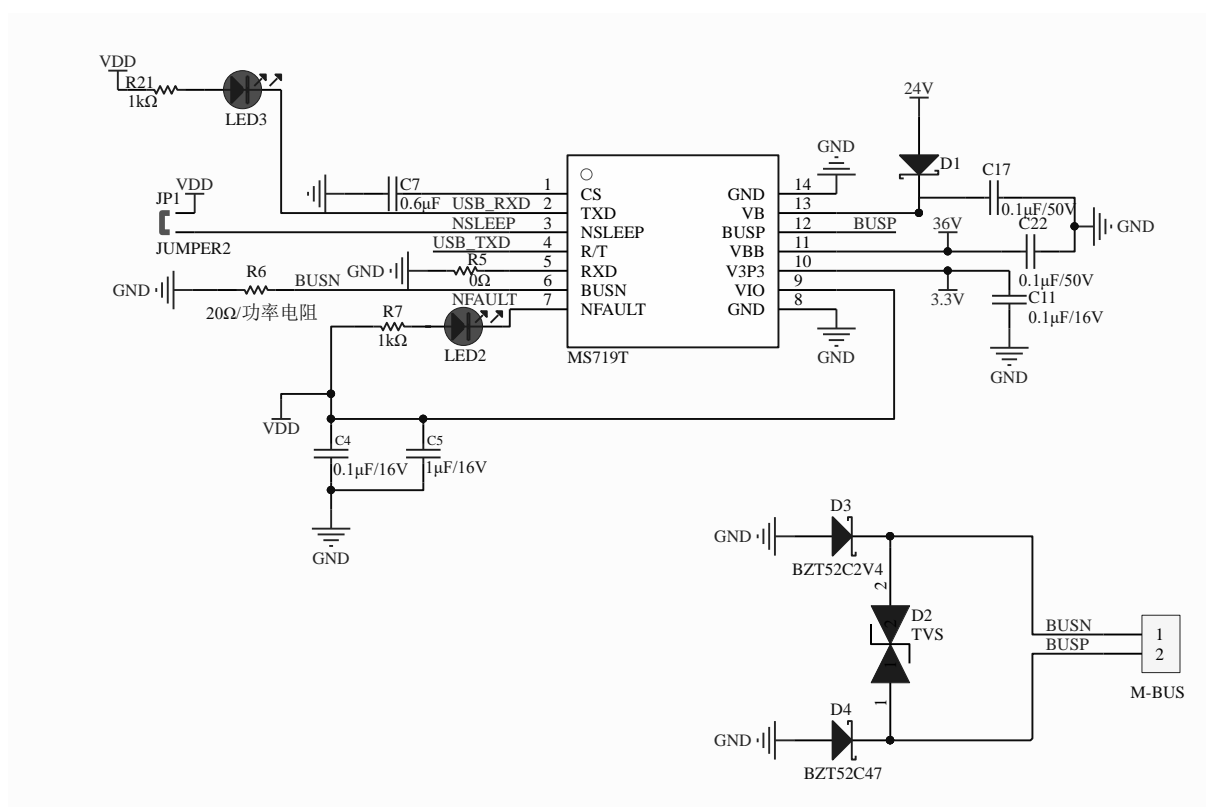 VDD
R21
1kΩ
LED3
24V
GND
D1
C17
0.1μF/50V
JP1
VDD
JUMPER2
C7
0.6μF
USB_RXD
NSLEEP
USB_TXD
GND
R5
0Ω
GND
R6
20Ω/功率电阻
BUSN
NFAULT
R7
1kΩ
LED2
1
2
3
4
5
6
7
CS
TXD
NSLEEP
R/T
RXD
BUSN
NFAULT
GND
VB
BUSP
VBB
V3P3
VIO
GND
14
13
12
11
10
9
8
MS719T
BUSP
36V
C22
0.1μF/50V
GND
3.3V
C11
0.1μF/16V
GND
GND
VDD
C4
0.1μF/16V
C5
1μF/16V
GND
D3
GND
BZT52C2V4
2
2
D2
TVS
1
1
BUSN
BUSP
1
2
M-BUS
D4
GND
BZT52C47